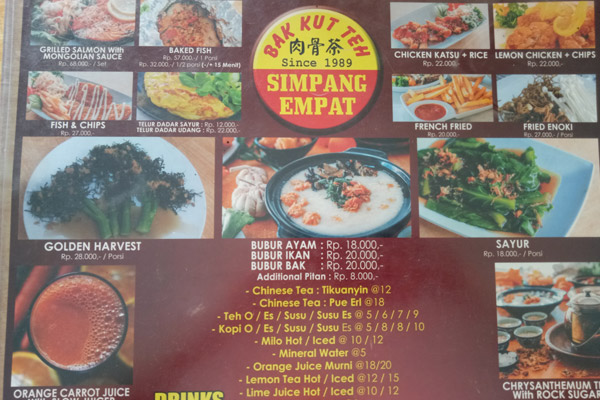 GRILLED SALMON With
MONGOLIAN SAUCE
Rp. 68,000,- / Set
BAKED FISH
Rp. 57,000,- / 1 Porsi
Rp. 32.000,- / 1/2 porsi (-/+ 15 Menit)
BAK KUT TEH
肉骨茶
Since 1989
SIMPANG
EMPAT
CHICKEN KATSU + RICE
Rp. 22.000,-
LEMON CHICKEN + CHIPS
Rp. 22.000,-
FISH & CHIPS
Rp. 27.000,-
TELUR DADAR SAYUR : Rp. 12,000,-
TELUR DADAR UDANG : Rp. 22,000,-
FRENCH FRIED
Rp. 20.000,-
FRIED ENOKI
Rp. 27.000,- / Porsi
GOLDEN HARVEST
Rp. 28.000,- / Porsi
BUBUR AYAM : Rp. 18.000,-
BUBUR IKAN : Rp. 20.000,-
BUBUR BAK : Rp. 20.000,-
Additional Pitan : Rp. 8.000,-
SAYUR
Rp. 18.000,- / Porsi
- Chinese Tea : Tikuanyin @12
- Chinese Tea : Pue Erl @18
- Teh O / Es / Susu / Susu Es @ 5 / 6 / 7 / 9
- Kopi O / Es / Susu / Susu Es @ 5 / 8 / 8 / 10
- Milo Hot / Iced @ 10 / 12
- Mineral Water @5
- Orange Juice Murni @18/20
- Lemon Tea Hot / Iced @12 / 15
- Lime Juice Hot / Iced @10 / 12
ORANGE CARROT JUICE
DRINKS
CHRYSANTHEMUM T
With ROCK SUGAR